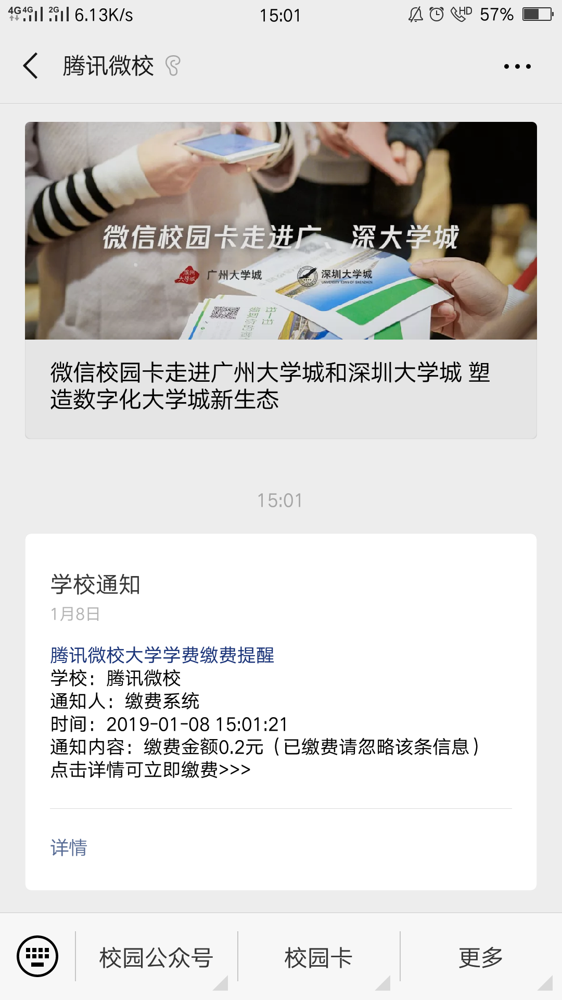 4G 4G 2G 6.13K/s 15:01 HD 57%
腾讯微校
微信校园卡走进广、深大学城
廣州大學城 广州大学城 深圳大学城
UNIVERSITY TOWN OF SHENZHEN
扫一扫
微信校园卡走进广州大学城和深圳大学城 塑
造数字化大学城新生态
15:01
学校通知
1月8日
腾讯微校大学学费缴费提醒
学校：腾讯微校
通知人：缴费系统
时间：2019-01-08 15:01:21
通知内容：缴费金额0.2元（已缴费请忽略该条信息）
点击详情可立即缴费>>>
详情
校园公众号 校园卡 更多